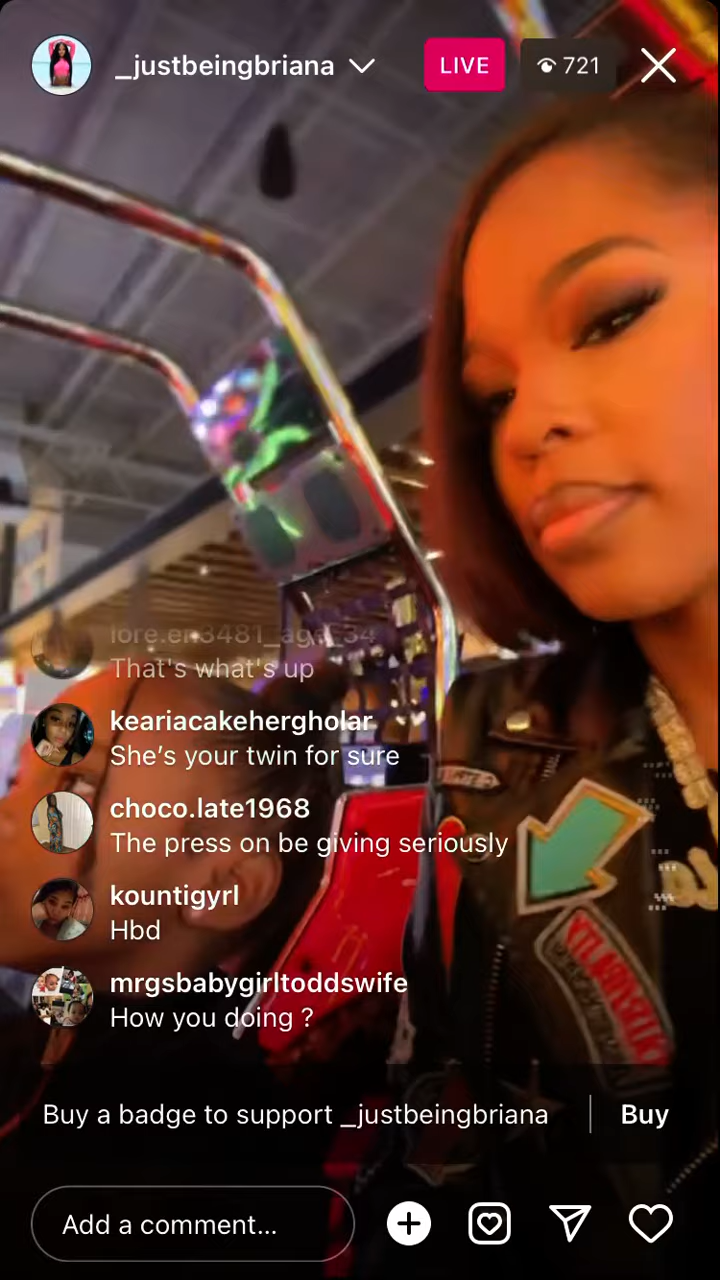 _justbeingbriana
LIVE
721
That's what's up
keariacakehergholar
She’s your twin for sure
choco.late1968
The press on be giving seriously
kountigyrl
Hbd
mrgsbabygirltoddswife
How you doing ?
Buy a badge to support _justbeingbriana
Buy
Add a comment...